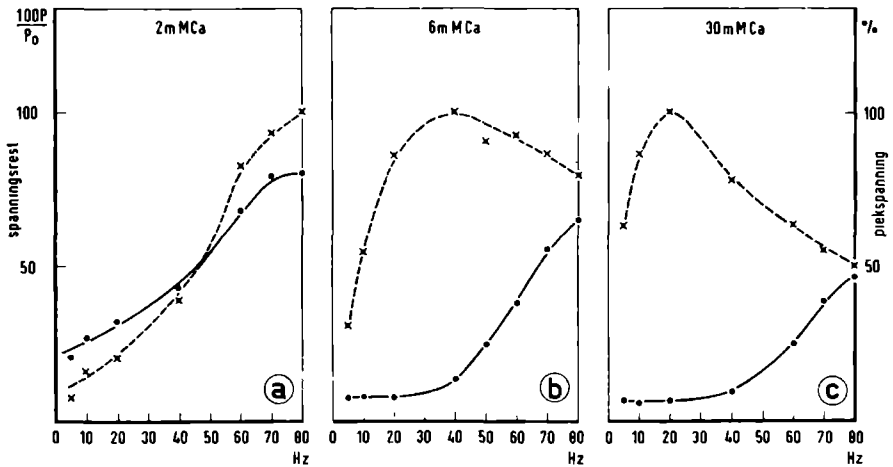 100P
P₀
2mMCa
6mMCa
30mMCa
%
100
100
50
50
spanningsrest
piekspanning
a
b
c
0 10 20 30 40 50 60 70 80
Hz
0 10 20 30 40 50 60 70 80
Hz
0 10 20 30 40 50 60 70 80
Hz